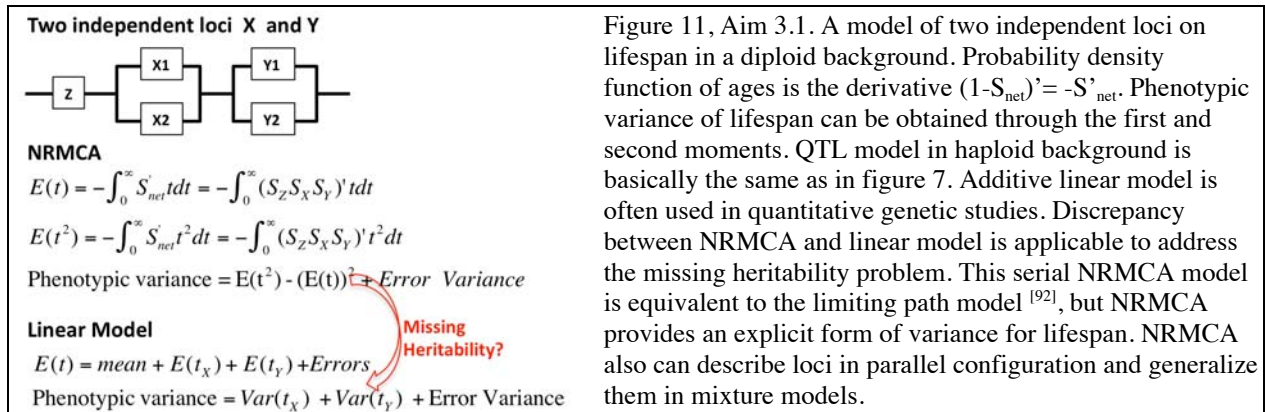 Two independent loci X and Y
X1
Y1
Z
X2
Y2
NRMCA
E(t) = −∫₀^∞ S'_net tdt = −∫₀^∞ (S_Z S_X S_Y)' tdt
E(t²) = −∫₀^∞ S'_net t²dt = −∫₀^∞ (S_Z S_X S_Y)' t²dt
Phenotypic variance = E(t²) - (E(t))² + Error Variance
Linear Model
Missing
Heritability?
E(t) = mean + E(t_X) + E(t_Y) +Errors
Phenotypic variance = Var(t_X) + Var(t_Y) + Error Variance
Figure 11, Aim 3.1. A model of two independent loci on
lifespan in a diploid background. Probability density
function of ages is the derivative (1-S_net)'= -S'_net. Phenotypic
variance of lifespan can be obtained through the first and
second moments. QTL model in haploid background is
basically the same as in figure 7. Additive linear model is
often used in quantitative genetic studies. Discrepancy
between NRMCA and linear model is applicable to address
the missing heritability problem. This serial NRMCA model
is equivalent to the limiting path model [92], but NRMCA
provides an explicit form of variance for lifespan. NRMCA
also can describe loci in parallel configuration and generalize
them in mixture models.